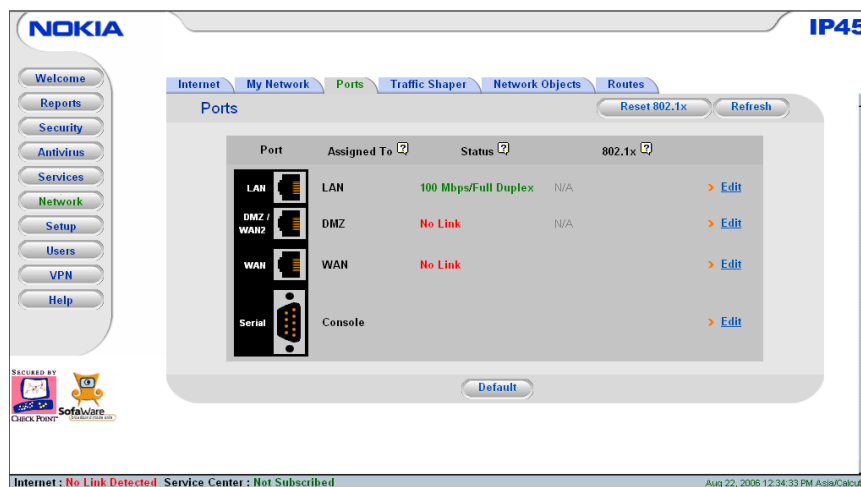 NOKIA
IP45
Welcome
Reports
Security
Antivirus
Services
Network
Setup
Users
VPN
Help
Internet My Network Ports Traffic Shaper Network Objects Routes
Ports Reset 802.1x Refresh
Port Assigned To ? Status ? 802.1x ?
LAN LAN 100 Mbps/Full Duplex N/A > Edit
DMZ / WAN2 DMZ No Link N/A > Edit
WAN WAN No Link > Edit
Serial Console > Edit
Default
SECURED BY
CHECK POINT
SofaWare
Internet : No Link Detected Service Center : Not Subscribed Aug 22, 2006 12:34:33 PM Asia/Calcut